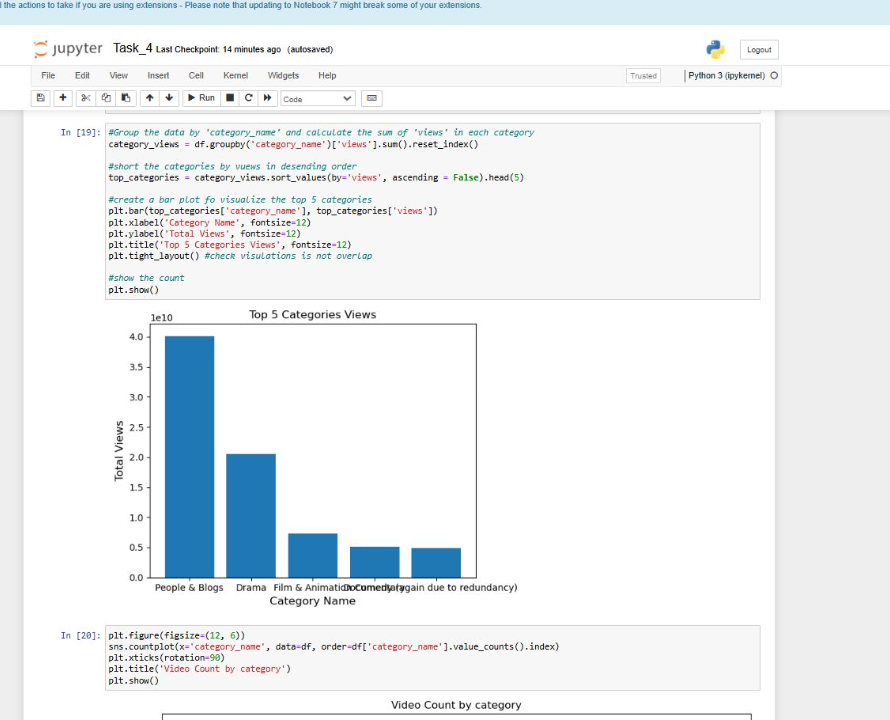 l the actions to take if you are using extensions - Please note that updating to Notebook 7 might break some of your extensions.
jupyter Task_4 Last Checkpoint: 14 minutes ago (autosaved)
Logout
File Edit View Insert Cell Kernel Widgets Help
Trusted
Python 3 (ipykernel)
Run
Code
In [19]:
#Group the data by 'category_name' and calculate the sum of 'views' in each category
category_views = df.groupby('category_name')['views'].sum().reset_index()
#short the categories by vuews in desending order
top_categories = category_views.sort_values(by='views', ascending = False).head(5)
#create a bar plot fo visualize the top 5 categories
plt.bar(top_categories['category_name'], top_categories['views'])
plt.xlabel('Category Name', fontsize=12)
plt.ylabel('Total Views', fontsize=12)
plt.title('Top 5 Categories Views', fontsize=12)
plt.tight_layout() #check visulations is not overlap
#show the count
plt.show()
1e10
Top 5 Categories Views
4.0
3.5
3.0
2.5
2.0
1.5
1.0
0.5
0.0
Total Views
People & Blogs Drama Film & Animation Documentary Comedy (again due to redundancy)
Category Name
In [20]:
plt.figure(figsize=(12, 6))
sns.countplot(x='category_name', data=df, order=df['category_name'].value_counts().index)
plt.xticks(rotation=90)
plt.title('Video Count by category')
plt.show()
Video Count by category